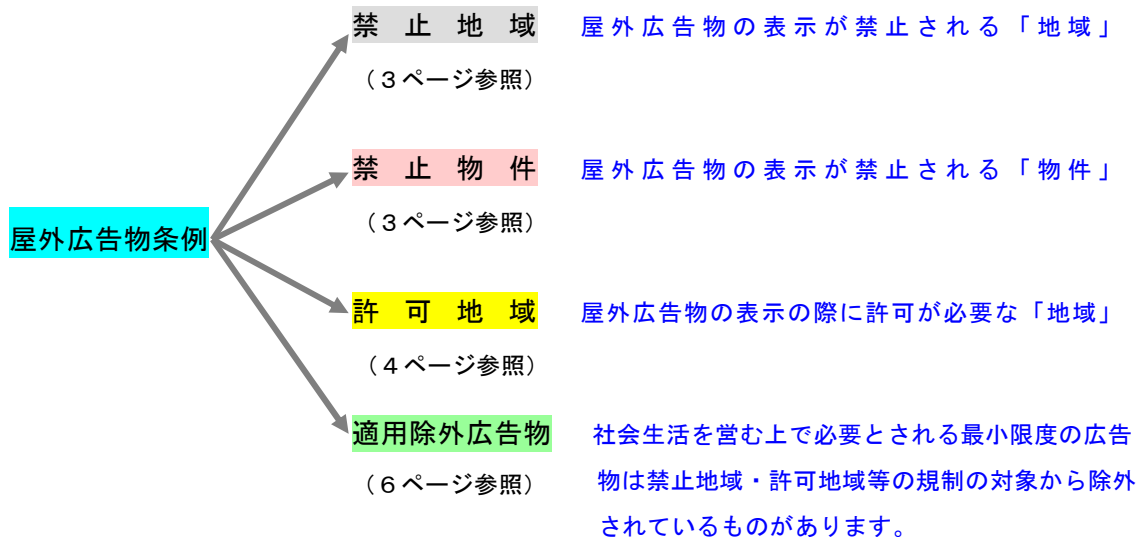 禁止地域 屋外広告物の表示が禁止される「地域」
（３ページ参照）
禁止物件 屋外広告物の表示が禁止される「物件」
（３ページ参照）
屋外広告物条例
許可地域 屋外広告物の表示の際に許可が必要な「地域」
（４ページ参照）
適用除外広告物 社会生活を営む上で必要とされる最小限度の広告
（６ページ参照） 物は禁止地域・許可地域等の規制の対象から除外
されているものがあります。